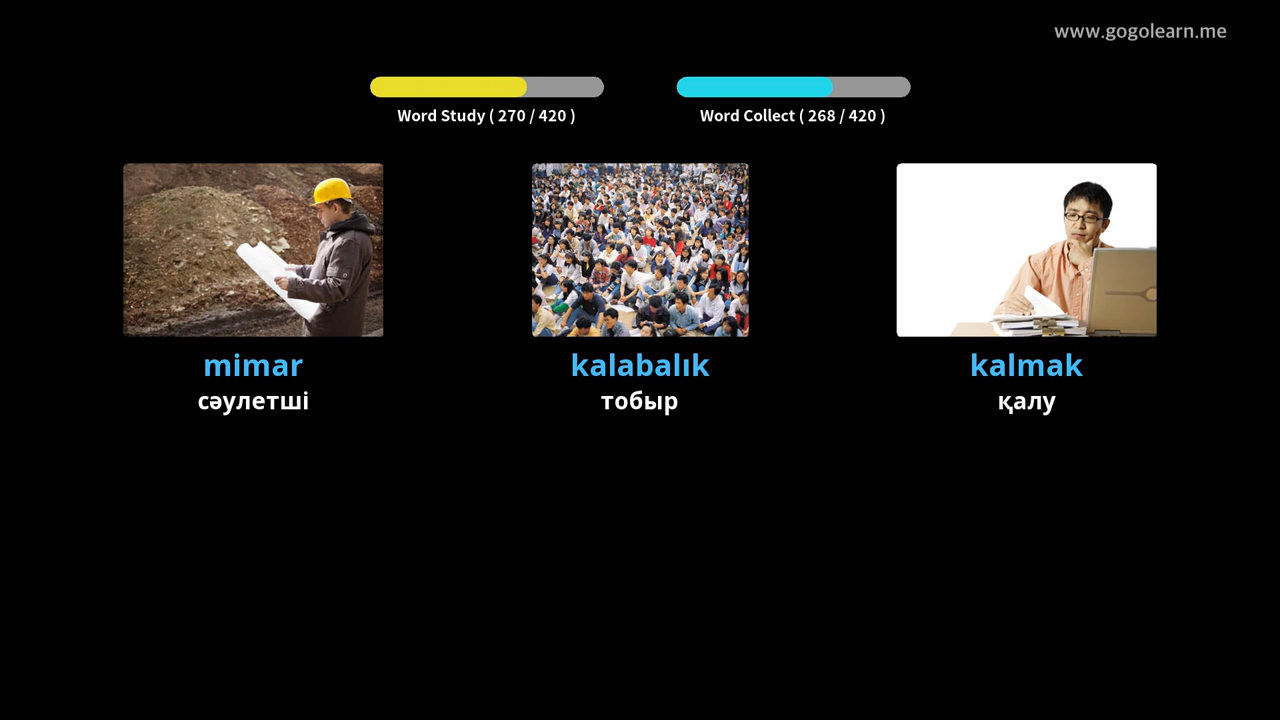 www.gogolearn.me
Word Study ( 270 / 420 )
Word Collect ( 268 / 420 )
mimar
сәулетші
kalabalık
тобыр
kalmak
қалу